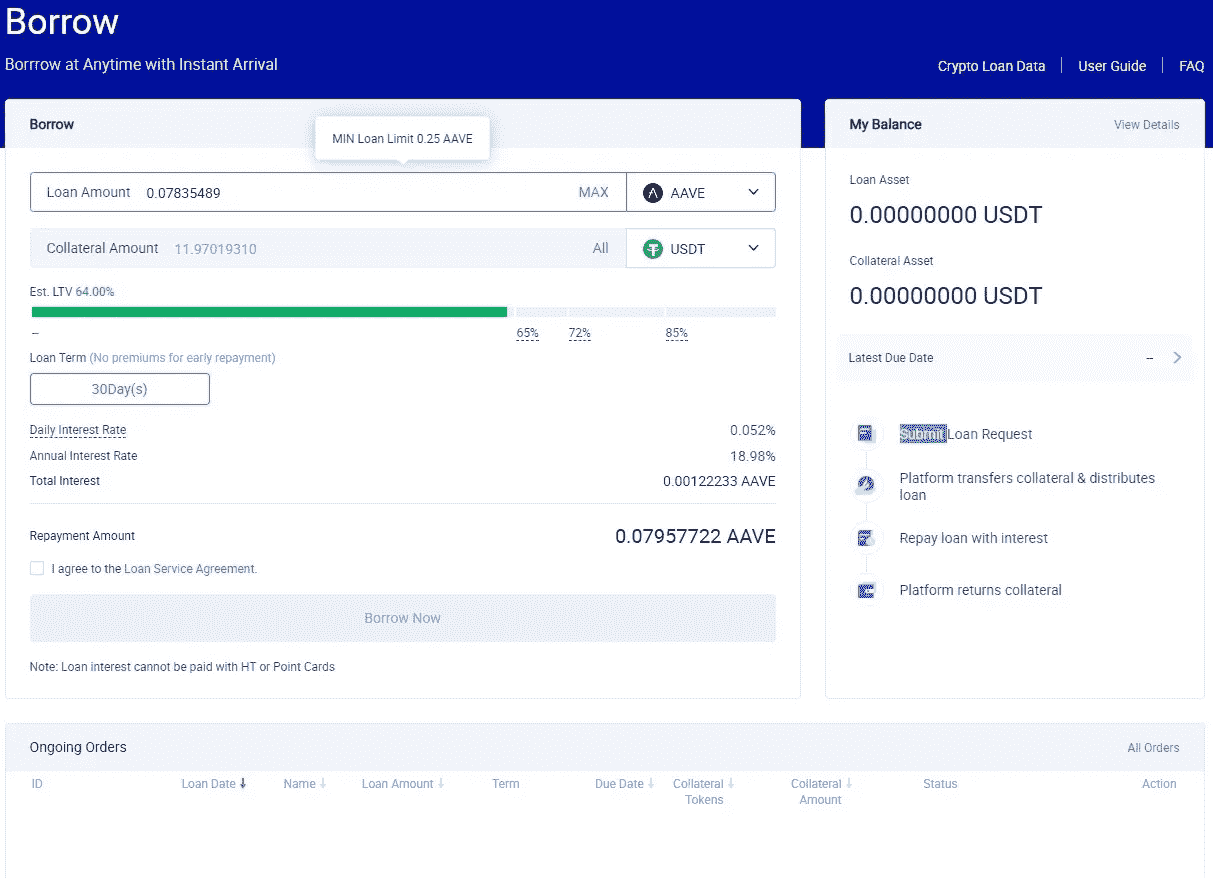 Borrow
Borrrow at Anytime with Instant Arrival
Crypto Loan Data
User Guide
FAQ
Borrow
MIN Loan Limit 0.25 AAVE
Loan Amount 0.07835489 MAX AAVE
Collateral Amount 11.97019310 All USDT
Est. LTV 64.00%
– 65% 72% 85%
Loan Term (No premiums for early repayment)
30Day(s)
Daily Interest Rate 0.052%
Annual Interest Rate 18.98%
Total Interest 0.00122233 AAVE
Repayment Amount 0.07957722 AAVE
I agree to the Loan Service Agreement.
Borrow Now
Note: Loan interest cannot be paid with HT or Point Cards
My Balance View Details
Loan Asset
0.00000000 USDT
Collateral Asset
0.00000000 USDT
Latest Due Date –
Submit Loan Request
Platform transfers collateral & distributes
loan
Repay loan with interest
Platform returns collateral
Ongoing Orders All Orders
ID Loan Date Name Loan Amount Term Due Date Collateral Collateral Status Action
Tokens Amount